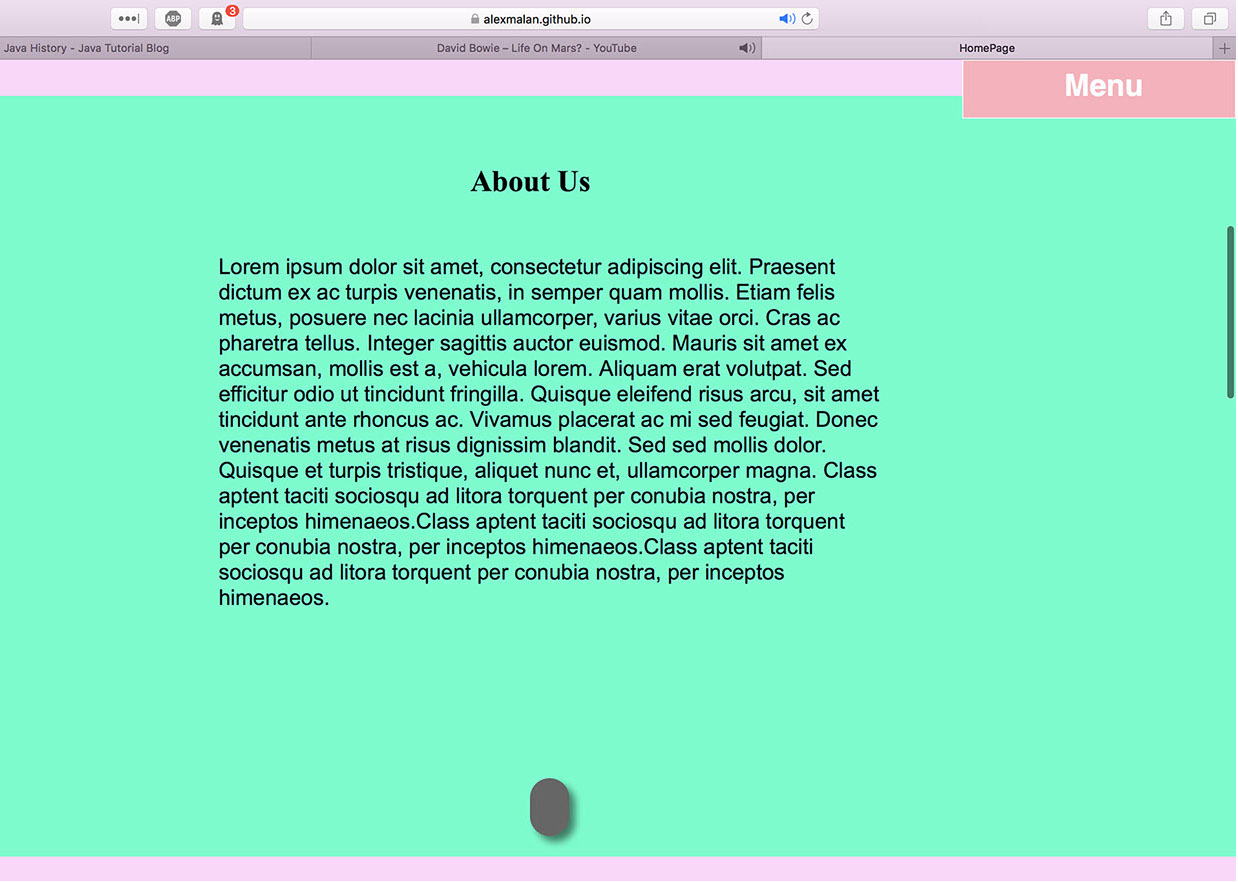 ABP
3
alexmalan.github.io
Java History - Java Tutorial Blog
David Bowie – Life On Mars? - YouTube
HomePage
Menu
About Us
Lorem ipsum dolor sit amet, consectetur adipiscing elit. Praesent
dictum ex ac turpis venenatis, in semper quam mollis. Etiam felis
metus, posuere nec lacinia ullamcorper, varius vitae orci. Cras ac
pharetra tellus. Integer sagittis auctor euismod. Mauris sit amet ex
accumsan, mollis est a, vehicula lorem. Aliquam erat volutpat. Sed
efficitur odio ut tincidunt fringilla. Quisque eleifend risus arcu, sit amet
tincidunt ante rhoncus ac. Vivamus placerat ac mi sed feugiat. Donec
venenatis metus at risus dignissim blandit. Sed sed mollis dolor.
Quisque et turpis tristique, aliquet nunc et, ullamcorper magna. Class
aptent taciti sociosqu ad litora torquent per conubia nostra, per
inceptos himenaeos.Class aptent taciti sociosqu ad litora torquent
per conubia nostra, per inceptos himenaeos.Class aptent taciti
sociosqu ad litora torquent per conubia nostra, per inceptos
himenaeos.